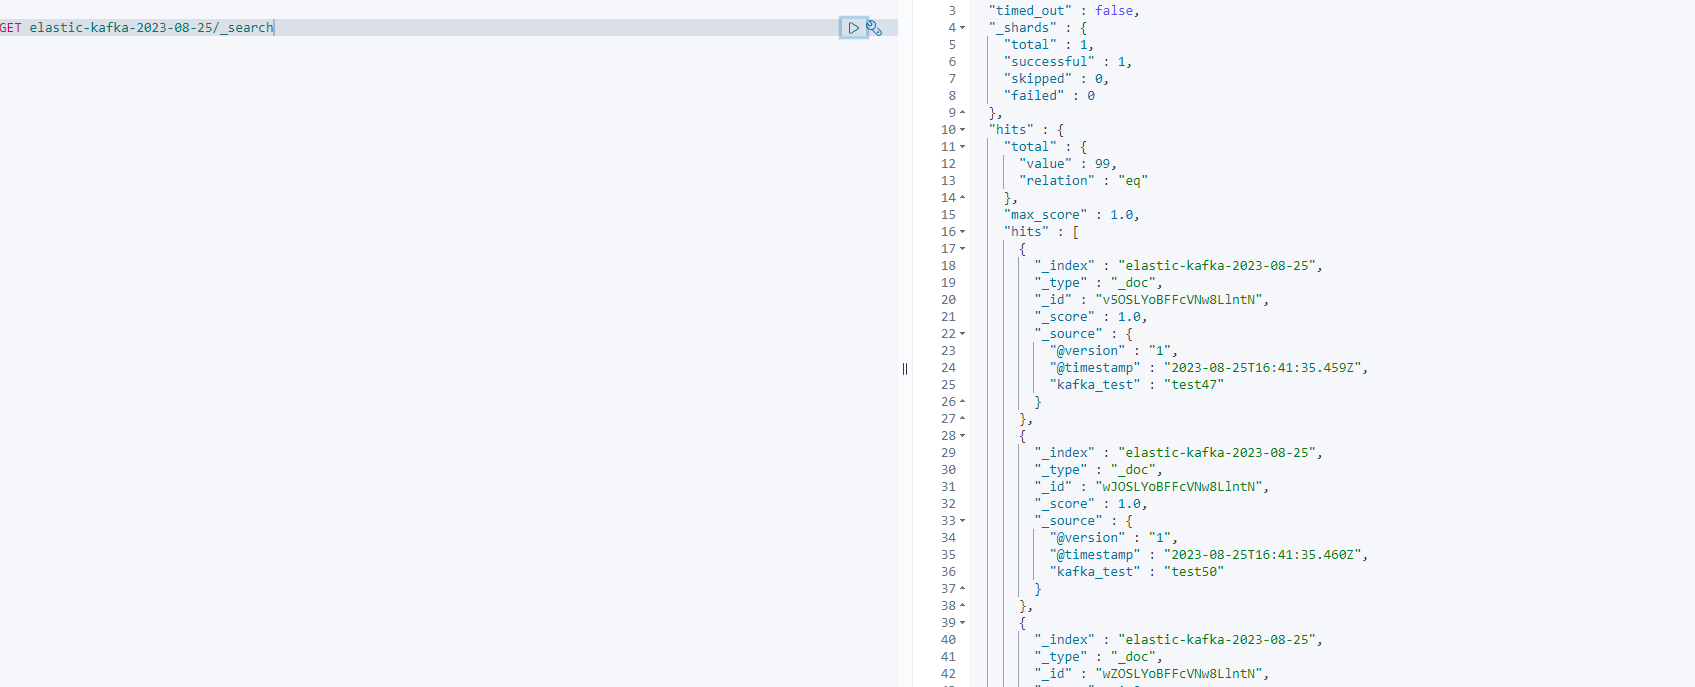 GET elastic-kafka-2023-08-25/_search
3 "timed_out" : false,
4 "_shards" : {
5 "total" : 1,
6 "successful" : 1,
7 "skipped" : 0,
8 "failed" : 0
9 },
10 "hits" : {
11 "total" : {
12 "value" : 99,
13 "relation" : "eq"
14 },
15 "max_score" : 1.0,
16 "hits" : [
17 {
18 "_index" : "elastic-kafka-2023-08-25",
19 "_type" : "_doc",
20 "_id" : "v5OSLYoBFFcVNw8LlntN",
21 "_score" : 1.0,
22 "_source" : {
23 "@version" : "1",
24 "@timestamp" : "2023-08-25T16:41:35.459Z",
25 "kafka_test" : "test47"
26 }
27 },
28 {
29 "_index" : "elastic-kafka-2023-08-25",
30 "_type" : "_doc",
31 "_id" : "wJOSLYoBFFcVNw8LlntN",
32 "_score" : 1.0,
33 "_source" : {
34 "@version" : "1",
35 "@timestamp" : "2023-08-25T16:41:35.460Z",
36 "kafka_test" : "test50"
37 }
38 },
39 {
40 "_index" : "elastic-kafka-2023-08-25",
41 "_type" : "_doc",
42 "_id" : "wZOSLYoBFFcVNw8LlntN",